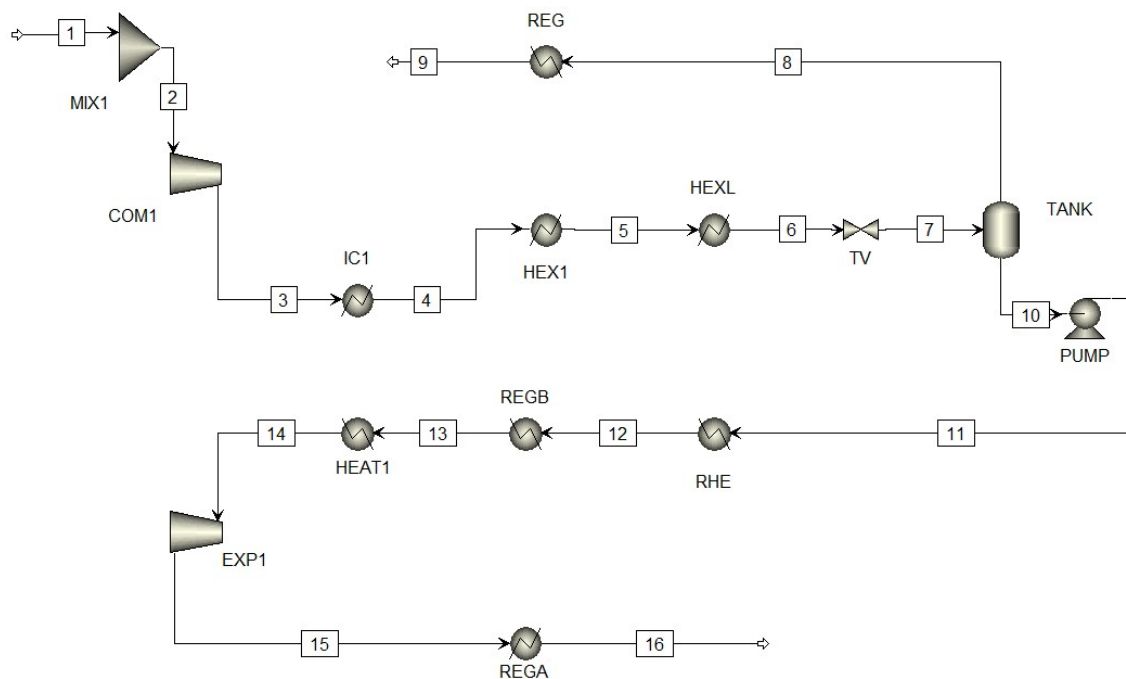 REG
1
9
8
MIX1
2
COM1
HEXL
TANK
5
6
7
HEX1
TV
IC1
3
4
10
PUMP
REGB
14
13
12
11
HEAT1
RHE
EXP1
15
16
REGA